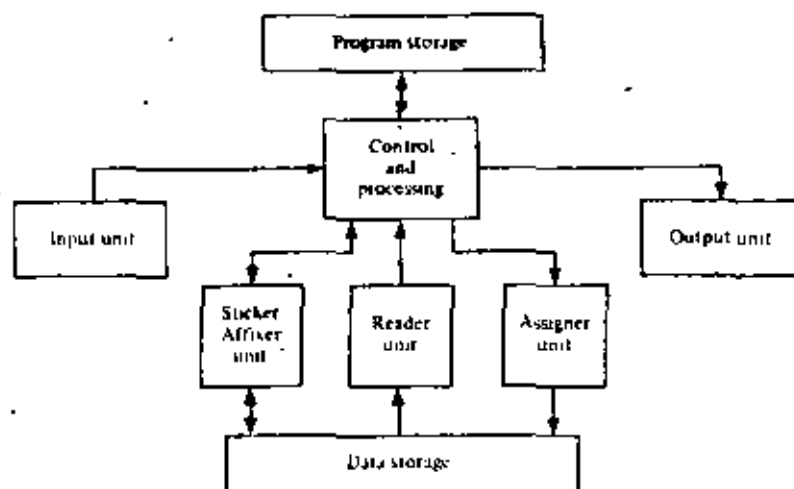 Program storage
Control
and
processing
Input unit
Output unit
Sticker
Affixer
unit
Reader
unit
Assigner
unit
Data storage